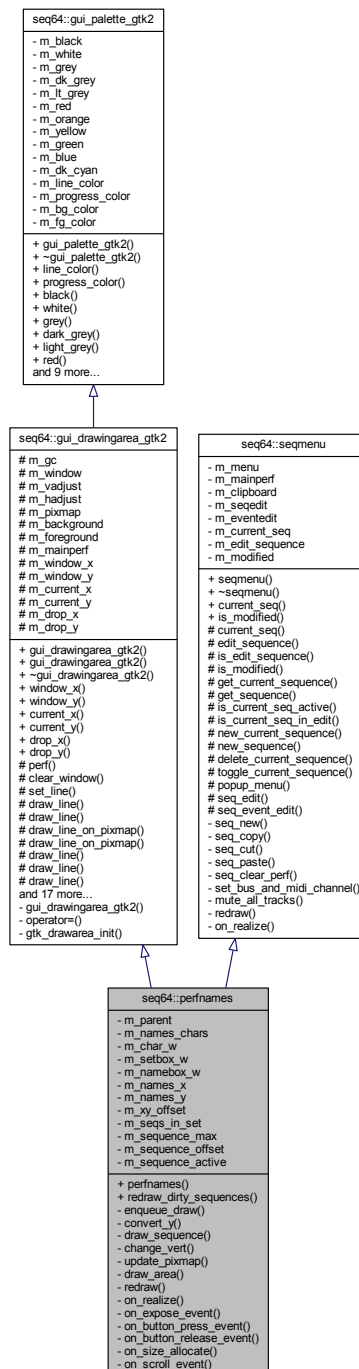 seq64::gui_palette_gtk2
- m_black
- m_white
- m_grey
- m_dk_grey
- m_lt_grey
- m_red
- m_orange
- m_yellow
- m_green
- m_blue
- m_dk_cyan
- m_line_color
- m_progress_color
- m_bg_color
- m_fg_color
+ gui_palette_gtk2()
+ ~gui_palette_gtk2()
+ line_color()
+ progress_color()
+ black()
+ white()
+ grey()
+ dark_grey()
+ light_grey()
+ red()
and 9 more...
seq64::gui_drawingarea_gtk2
# m_gc
# m_window
# m_vadjust
# m_hadjust
# m_pixmap
# m_background
# m_foreground
# m_mainperf
# m_window_x
# m_window_y
# m_current_x
# m_current_y
# m_drop_x
# m_drop_y
+ gui_drawingarea_gtk2()
+ gui_drawingarea_gtk2()
+ ~gui_drawingarea_gtk2()
+ window_x()
+ window_y()
+ current_x()
+ current_y()
+ drop_x()
+ drop_y()
# perf()
# clear_window()
# set_line()
# draw_line()
# draw_line()
# draw_line_on_pixmap()
# draw_line_on_pixmap()
# draw_line()
# draw_line()
# draw_line()
and 17 more...
- gui_drawingarea_gtk2()
- operator=()
- gtk_drawarea_init()
seq64::seqmenu
- m_menu
- m_mainperf
- m_clipboard
- m_seqedit
- m_eventedit
- m_current_seq
- m_edit_sequence
- m_modified
+ seqmenu()
+ ~seqmenu()
+ current_seq()
+ is_modified()
# current_seq()
# edit_sequence()
# is_edit_sequence()
# is_modified()
# get_current_sequence()
# get_sequence()
# is_current_seq_active()
# is_current_seq_in_edit()
# new_current_sequence()
# new_sequence()
# delete_current_sequence()
# toggle_current_sequence()
# popup_menu()
# seq_edit()
# seq_event_edit()
- seq_new()
- seq_copy()
- seq_cut()
- seq_paste()
- seq_clear_perf()
- set_bus_and_midi_channel()
- mute_all_tracks()
- redraw()
- on_realize()
seq64::perfnames
- m_parent
- m_names_chars
- m_char_w
- m_setbox_w
- m_namebox_w
- m_names_x
- m_names_y
- m_xy_offset
- m_seqs_in_set
- m_sequence_max
- m_sequence_offset
- m_sequence_active
+ perfnames()
+ redraw_dirty_sequences()
- enqueue_draw()
- convert_y()
- draw_sequence()
- change_vert()
- update_pixmap()
- draw_area()
- redraw()
- on_realize()
- on_expose_event()
- on_button_press_event()
- on_button_release_event()
- on_size_allocate()
- on_scroll_event()